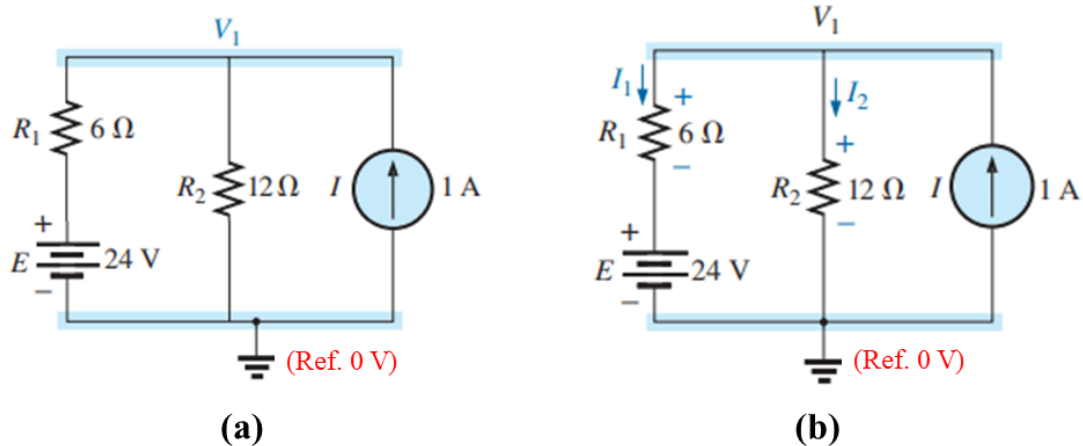 V₁
R₁ 6 Ω
R₂ 12 Ω I 1 A
+
E 24 V
−
(Ref. 0 V)
(a)
V₁
I₁ + I₂
R₁ 6 Ω
− +
R₂ 12 Ω I 1 A
+ −
E 24 V
−
(Ref. 0 V)
(b)